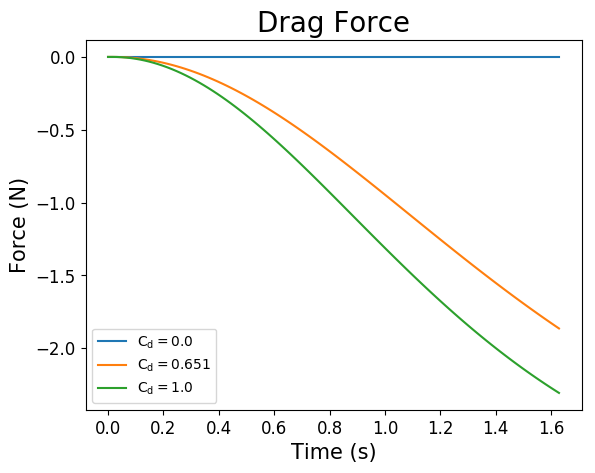 Drag Force
Force (N)
0.0
−0.5
−1.0
−1.5
−2.0
C_d = 0.0
C_d = 0.651
C_d = 1.0
0.0 0.2 0.4 0.6 0.8 1.0 1.2 1.4 1.6
Time (s)